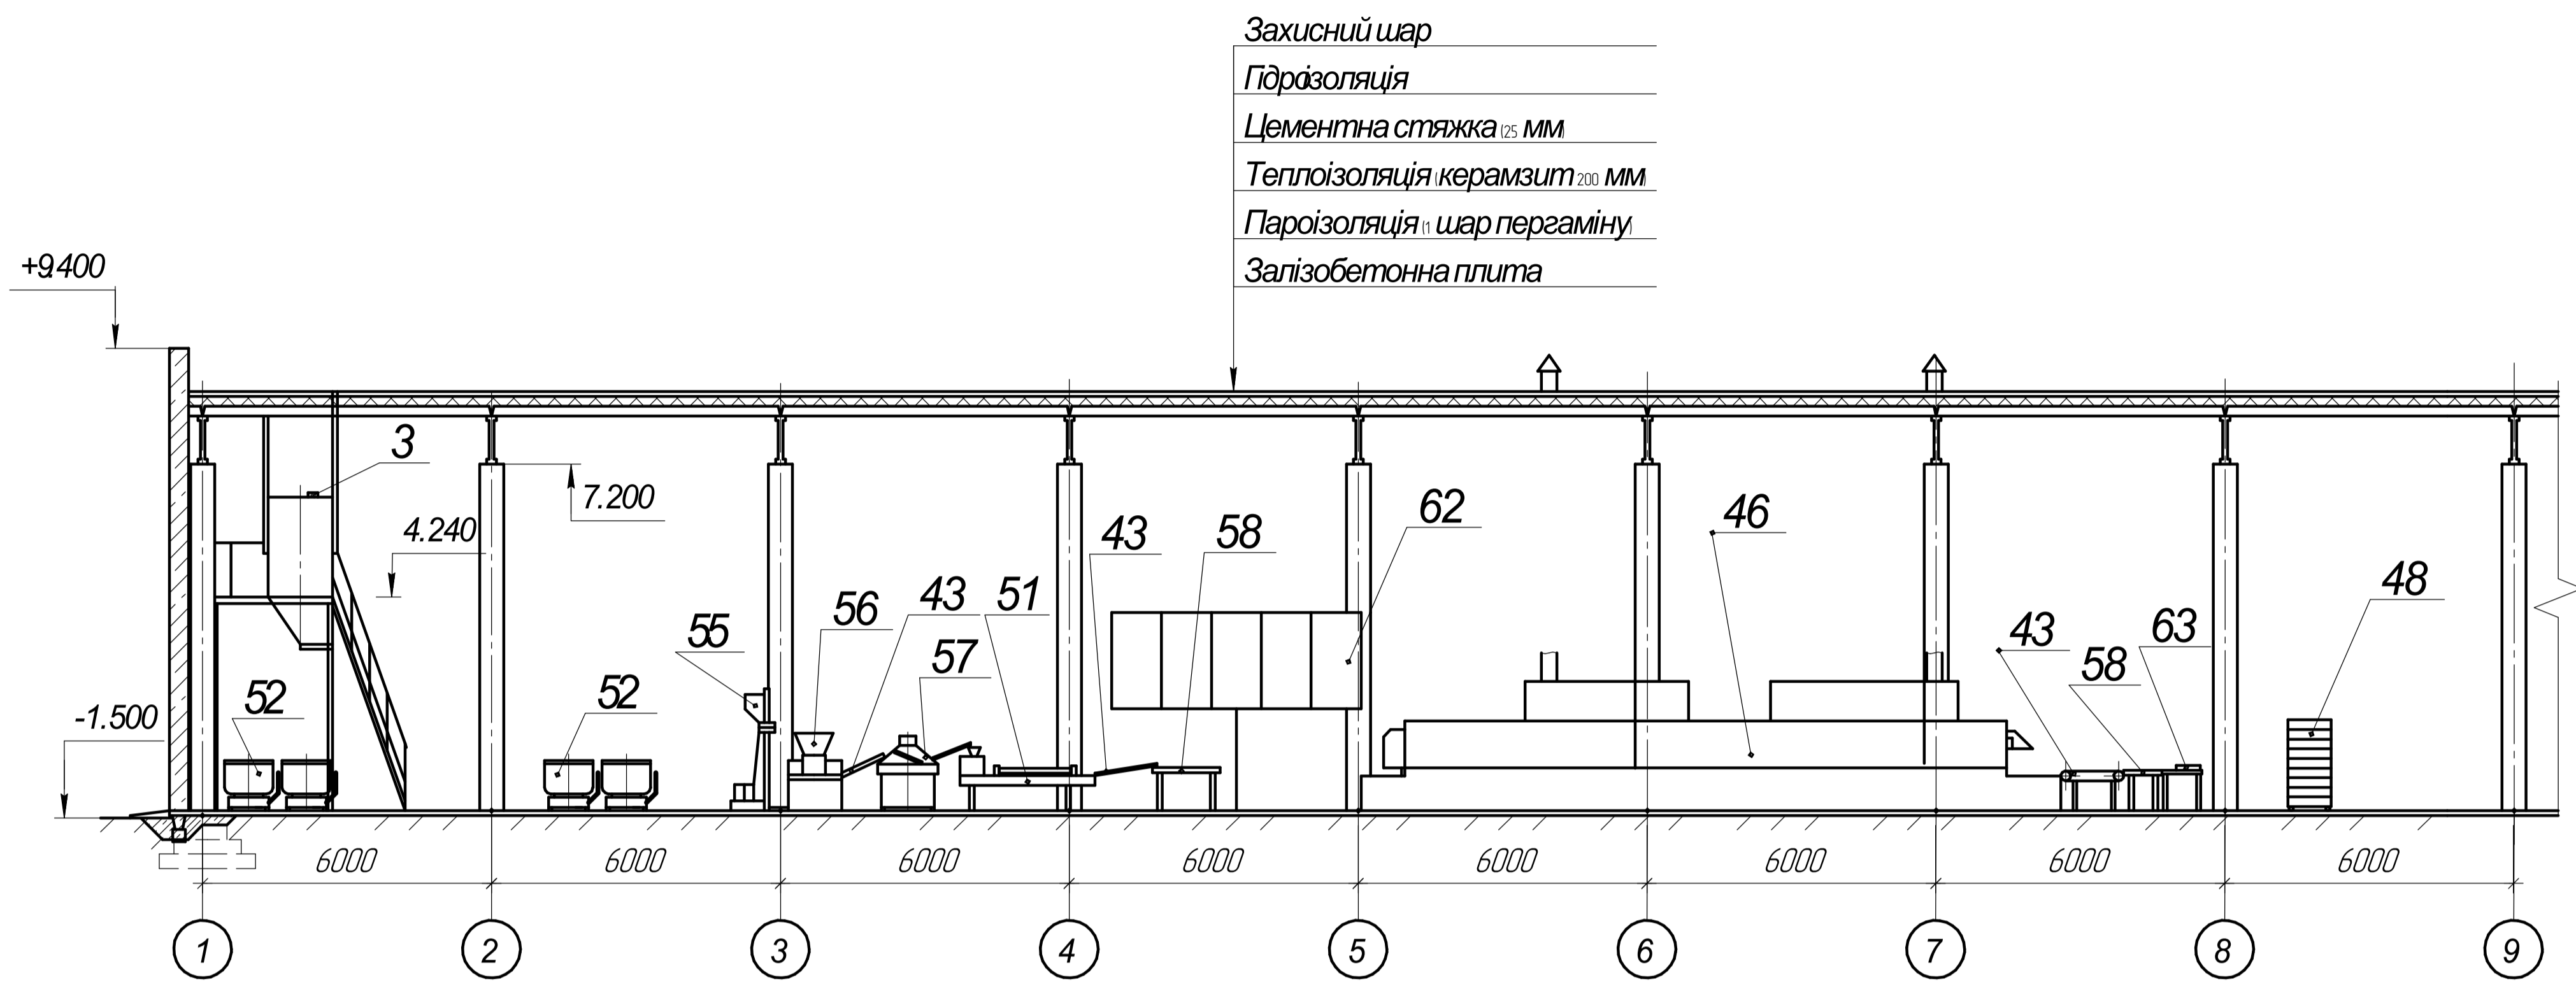 Захисний шар
Гідроізоляція
Цементна стяжка (25 мм)
Теплоізоляція (керамзит 200 мм)
Пароізоляція (1 шар пергаміну)
Залізобетонна плита
+9.400
3
7.200
4.240
62
46
43
58
48
56
43
51
55
57
43
63
58
52
52
-1.500
6000 6000 6000 6000 6000 6000 6000 6000
1 2 3 4 5 6 7 8 9